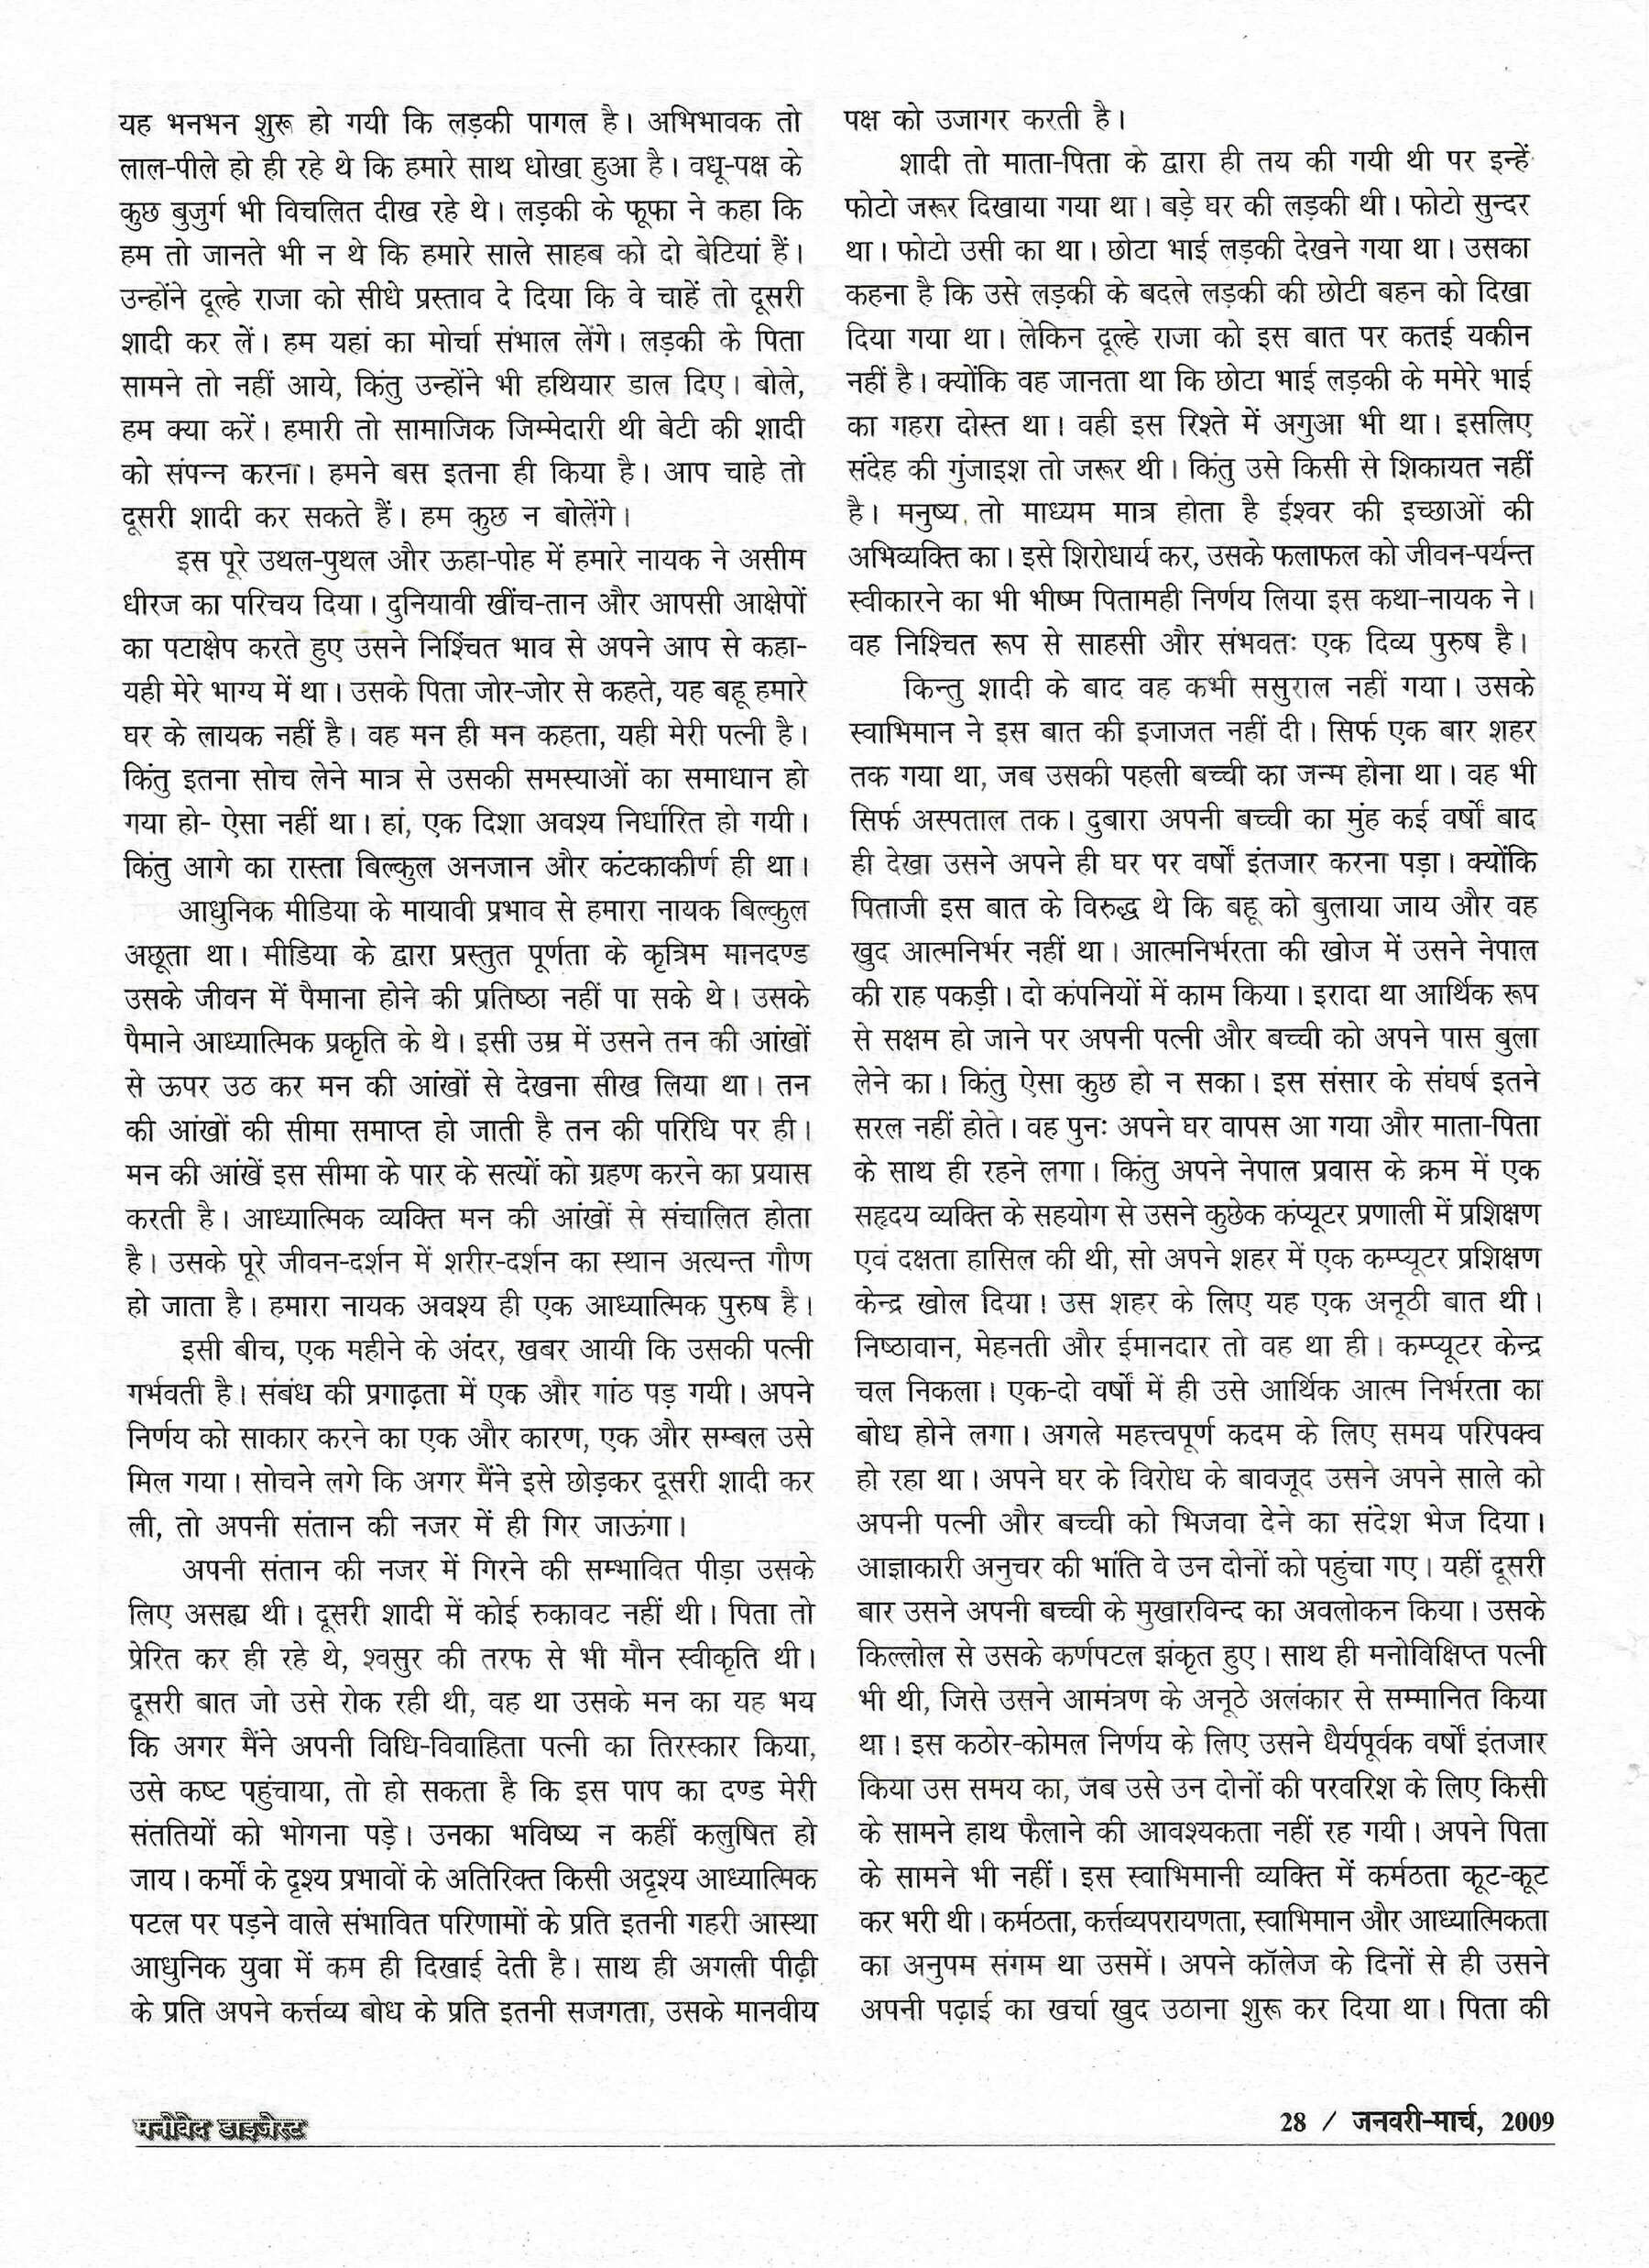 यह भनभन शुरू हो गयी कि लड़की पागल है। अभिभावक तो
लाल-पीले हो ही रहे थे कि हमारे साथ धोखा हुआ है। वधू-पक्ष के
कुछ बुजुर्ग भी विचलित दीख रहे थे। लड़की के फूफा ने कहा कि
हम तो जानते भी न थे कि हमारे साले साहब को दो बेटियां हैं।
उन्होंने दूल्हे राजा को सीधे प्रस्ताव दे दिया कि वे चाहें तो दूसरी
शादी कर लें। हम यहां का मोर्चा संभाल लेंगे। लड़की के पिता
सामने तो नहीं आये, किंतु उन्होंने भी हथियार डाल दिए। बोले,
हम क्या करें। हमारी तो सामाजिक जिम्मेदारी थी बेटी की शादी
को संपन्न करना। हमने बस इतना ही किया है। आप चाहे तो
दूसरी शादी कर सकते हैं। हम कुछ न बोलेंगे।
इस पूरे उथल-पुथल और ऊहा-पोह में हमारे नायक ने असीम
धीरज का परिचय दिया। दुनियावी खींच-तान और आपसी आक्षेपों
का पटाक्षेप करते हुए उसने निश्चिंत भाव से अपने आप से कहा-
यही मेरे भाग्य में था। उसके पिता जोर-जोर से कहते, यह बहू हमारे
घर के लायक नहीं है। वह मन ही मन कहता, यही मेरी पत्नी है।
किंतु इतना सोच लेने मात्र से उसकी समस्याओं का समाधान हो
गया हो- ऐसा नहीं था। हां, एक दिशा अवश्य निर्धारित हो गयी।
किंतु आगे का रास्ता बिल्कुल अनजान और कंटकाकीर्ण ही था।
आधुनिक मीडिया के मायावी प्रभाव से हमारा नायक बिल्कुल
अछूता था। मीडिया के द्वारा प्रस्तुत पूर्णता के कृत्रिम मानदण्ड
उसके जीवन में पैमाना होने की प्रतिष्ठा नहीं पा सके थे। उसके
पैमाने आध्यात्मिक प्रकृति के थे। इसी उम्र में उसने तन की आंखों
से ऊपर उठ कर मन की आंखों से देखना सीख लिया था। तन
की आंखों की सीमा समाप्त हो जाती है तन की परिधि पर ही।
मन की आंखें इस सीमा के पार के सत्यों को ग्रहण करने का प्रयास
करती है। आध्यात्मिक व्यक्ति मन की आंखों से संचालित होता
है। उसके पूरे जीवन-दर्शन में शरीर-दर्शन का स्थान अत्यन्त गौण
हो जाता है। हमारा नायक अवश्य ही एक आध्यात्मिक पुरुष है।
इसी बीच, एक महीने के अंदर, खबर आयी कि उसकी पत्नी
गर्भवती है। संबंध की प्रगाढ़ता में एक और गांठ पड़ गयी। अपने
निर्णय को साकार करने का एक और कारण, एक और सम्बल उसे
मिल गया। सोचने लगे कि अगर मैंने इसे छोड़कर दूसरी शादी कर
ली, तो अपनी संतान की नजर में ही गिर जाऊंगा।
अपनी संतान की नजर में गिरने की सम्भावित पीड़ा उसके
लिए असह्य थी। दूसरी शादी में कोई रुकावट नहीं थी। पिता तो
प्रेरित कर ही रहे थे, श्वसुर की तरफ से भी मौन स्वीकृति थी।
दूसरी बात जो उसे रोक रही थी, वह था उसके मन का यह भय
कि अगर मैंने अपनी विधि-विवाहिता पत्नी का तिरस्कार किया,
उसे कष्ट पहुंचाया, तो हो सकता है कि इस पाप का दण्ड मेरी
संततियों को भोगना पड़े। उनका भविष्य न कहीं कलुषित हो
जाय। कर्मों के दृश्य प्रभावों के अतिरिक्त किसी अदृश्य आध्यात्मिक
पटल पर पड़ने वाले संभावित परिणामों के प्रति इतनी गहरी आस्था
आधुनिक युवा में कम ही दिखाई देती है। साथ ही अगली पीढ़ी
के प्रति अपने कर्त्तव्य बोध के प्रति इतनी सजगता, उसके मानवीय
पक्ष को उजागर करती है।
शादी तो माता-पिता के द्वारा ही तय की गयी थी पर इन्हें
फोटो जरूर दिखाया गया था। बड़े घर की लड़की थी। फोटो सुन्दर
था। फोटो उसी का था। छोटा भाई लड़की देखने गया था। उसका
कहना है कि उसे लड़की के बदले लड़की की छोटी बहन को दिखा
दिया गया था। लेकिन दूल्हे राजा को इस बात पर कतई यकीन
नहीं है। क्योंकि वह जानता था कि छोटा भाई लड़की के ममेरे भाई
का गहरा दोस्त था। वही इस रिश्ते में अगुआ भी था। इसलिए
संदेह की गुंजाइश तो जरूर थी। किंतु उसे किसी से शिकायत नहीं
है। मनुष्य तो माध्यम मात्र होता है ईश्वर की इच्छाओं की
अभिव्यक्ति का। इसे शिरोधार्य कर, उसके फलाफल को जीवन-पर्यन्त
स्वीकारने का भी भीष्म पितामही निर्णय लिया इस कथा-नायक ने।
वह निश्चित रूप से साहसी और संभवतः एक दिव्य पुरुष है।
किन्तु शादी के बाद वह कभी ससुराल नहीं गया। उसके
स्वाभिमान ने इस बात की इजाजत नहीं दी। सिर्फ एक बार शहर
तक गया था, जब उसकी पहली बच्ची का जन्म होना था। वह भी
सिर्फ अस्पताल तक। दुबारा अपनी बच्ची का मुंह कई वर्षों बाद
ही देखा उसने अपने ही घर पर वर्षों इंतजार करना पड़ा। क्योंकि
पिताजी इस बात के विरुद्ध थे कि बहू को बुलाया जाय और वह
खुद आत्मनिर्भर नहीं था। आत्मनिर्भरता की खोज में उसने नेपाल
की राह पकड़ी। दो कंपनियों में काम किया। इरादा था आर्थिक रूप
से सक्षम हो जाने पर अपनी पत्नी और बच्ची को अपने पास बुला
लेने का। किंतु ऐसा कुछ हो न सका। इस संसार के संघर्ष इतने
सरल नहीं होते। वह पुनः अपने घर वापस आ गया और माता-पिता
के साथ ही रहने लगा। किंतु अपने नेपाल प्रवास के क्रम में एक
सहृदय व्यक्ति के सहयोग से उसने कुछेक कंप्यूटर प्रणाली में प्रशिक्षण
एवं दक्षता हासिल की थी, सो अपने शहर में एक कम्प्यूटर प्रशिक्षण
केन्द्र खोल दिया। उस शहर के लिए यह एक अनूठी बात थी।
निष्ठावान, मेहनती और ईमानदार तो वह था ही। कम्प्यूटर केन्द्र
चल निकला। एक-दो वर्षों में ही उसे आर्थिक आत्म निर्भरता का
बोध होने लगा। अगले महत्त्वपूर्ण कदम के लिए समय परिपक्व
हो रहा था। अपने घर के विरोध के बावजूद उसने अपने साले को
अपनी पत्नी और बच्ची को भिजवा देने का संदेश भेज दिया।
आज्ञाकारी अनुचर की भांति वे उन दोनों को पहुंचा गए। यहीं दूसरी
बार उसने अपनी बच्ची के मुखारविन्द का अवलोकन किया। उसके
किल्लोल से उसके कर्णपटल झंकृत हुए। साथ ही मनोविक्षिप्त पत्नी
भी थी, जिसे उसने आमंत्रण के अनूठे अलंकार से सम्मानित किया
था। इस कठोर-कोमल निर्णय के लिए उसने धैर्यपूर्वक वर्षों इंतजार
किया उस समय का, जब उसे उन दोनों की परवरिश के लिए किसी
के सामने हाथ फैलाने की आवश्यकता नहीं रह गयी। अपने पिता
के सामने भी नहीं। इस स्वाभिमानी व्यक्ति में कर्मठता कूट-कूट
कर भरी थी। कर्मठता, कर्त्तव्यपरायणता, स्वाभिमान और आध्यात्मिकता
का अनुपम संगम था उसमें। अपने कॉलेज के दिनों से ही उसने
अपनी पढ़ाई का खर्चा खुद उठाना शुरू कर दिया था। पिता की
मनोवेद डाइजेस्ट
28 / जनवरी-मार्च, 2009